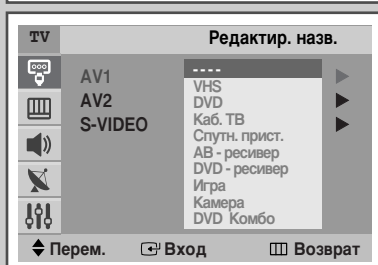 TV Редактир. назв.
AV1
AV2
S-VIDEO
----
VHS
DVD
Каб. ТВ
Спутн. прист.
АВ - ресивер
DVD - ресивер
Игра
Камера
DVD Комбо
Перем. Вход Возврат